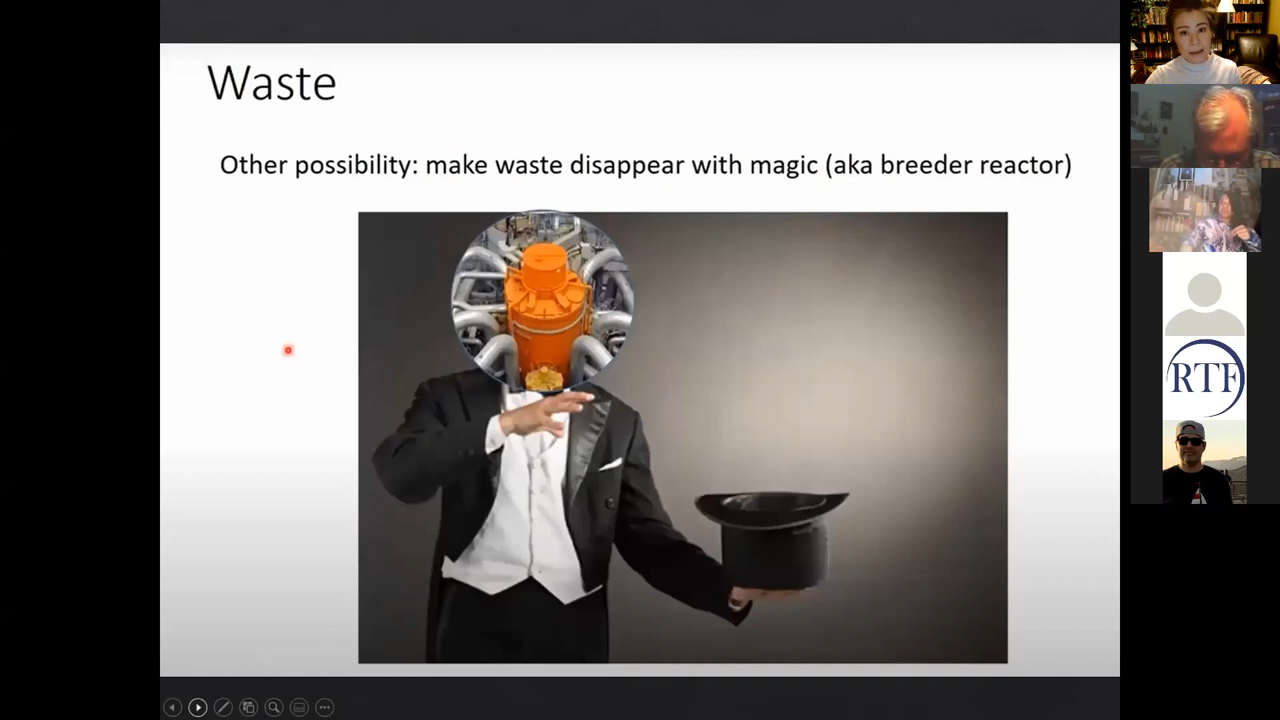 Waste
Other possibility: make waste disappear with magic (aka breeder reactor)
RTF